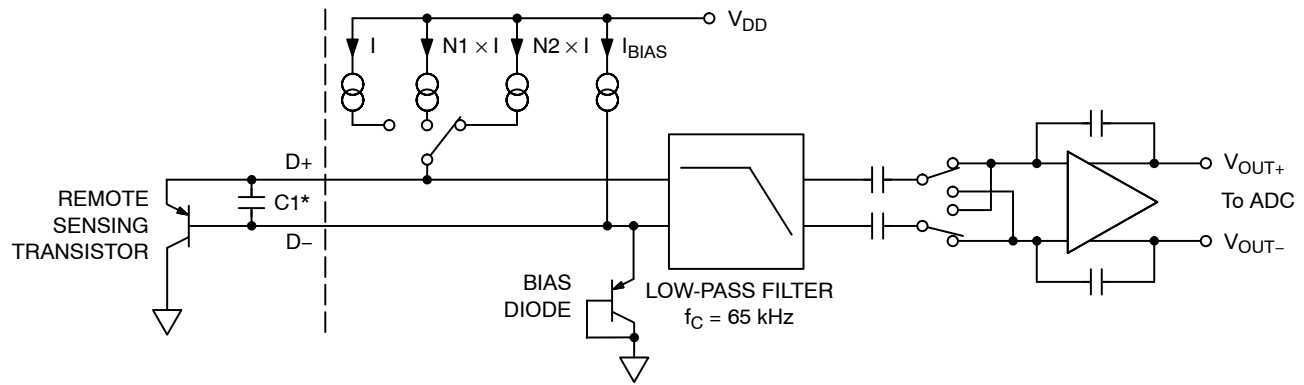 V_DD
I
N1 × I
N2 × I
I_BIAS
D+
C1*
D−
REMOTE
SENSING
TRANSISTOR
BIAS
DIODE
LOW-PASS FILTER
f_C = 65 kHz
V_OUT+
To ADC
V_OUT−